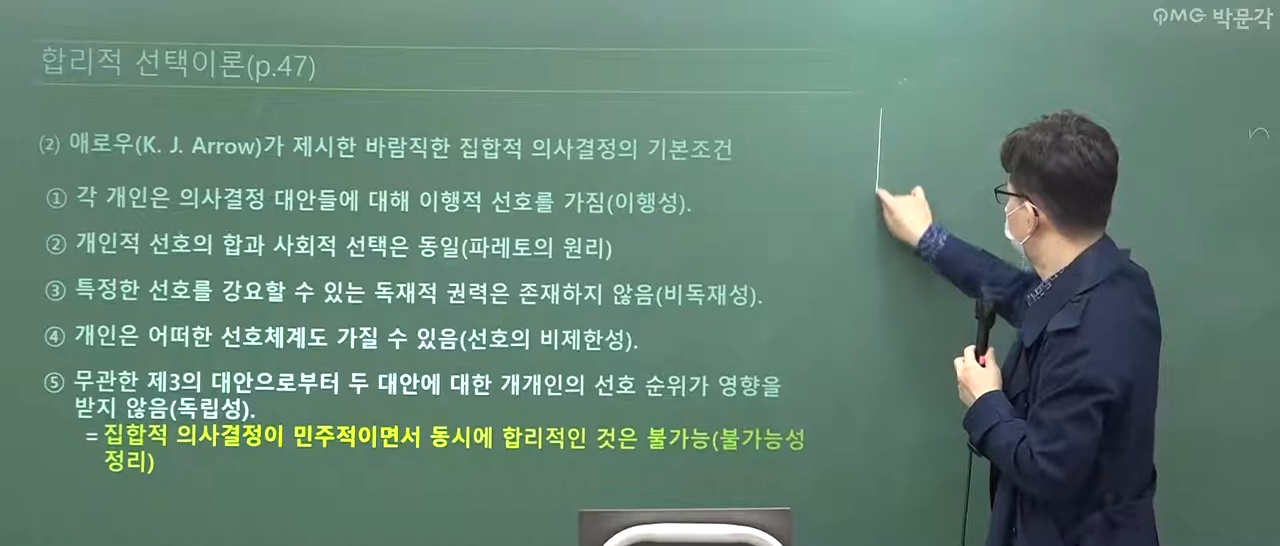 PMG 박문각
합리적 선택이론(p.47)
⑵ 애로우(K. J. Arrow)가 제시한 바람직한 집합적 의사결정의 기본조건
① 각 개인은 의사결정 대안들에 대해 이행적 선호를 가짐(이행성).
② 개인적 선호의 합과 사회적 선택은 동일(파레토의 원리)
③ 특정한 선호를 강요할 수 있는 독재적 권력은 존재하지 않음(비독재성).
④ 개인은 어떠한 선호체계도 가질 수 있음(선호의 비제한성).
⑤ 무관한 제3의 대안으로부터 두 대안에 대한 개개인의 선호 순위가 영향을
받지 않음(독립성).
= 집합적 의사결정이 민주적이면서 동시에 합리적인 것은 불가능(불가능성
정리)